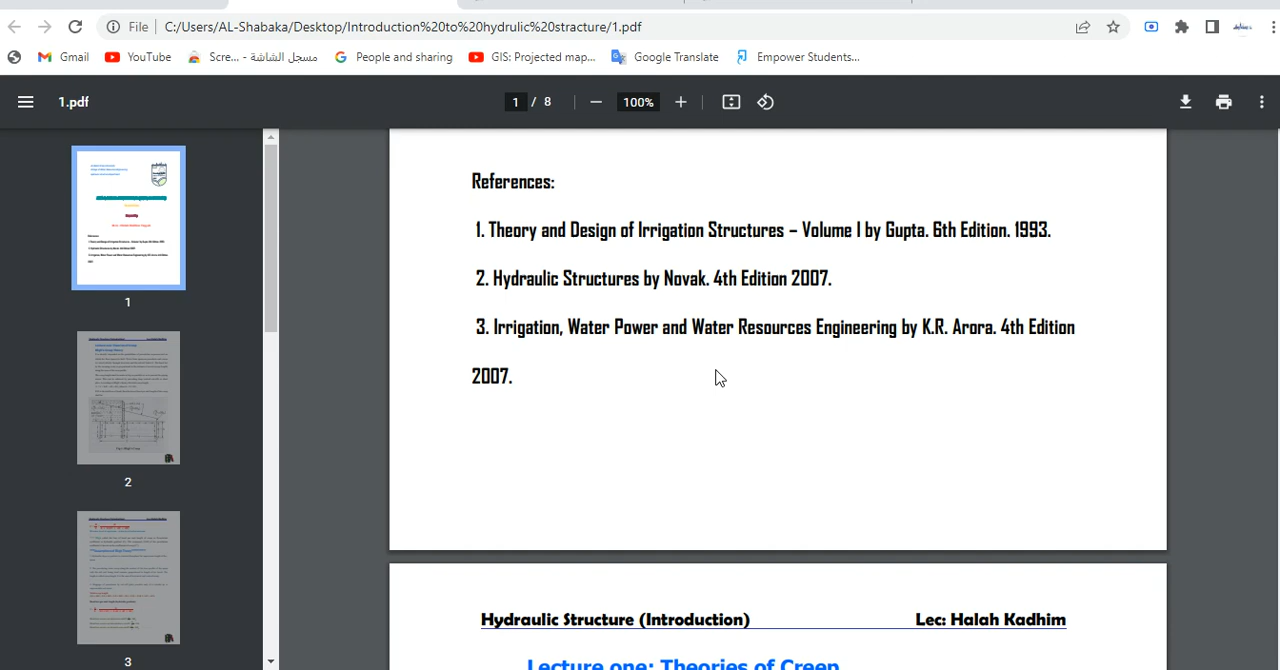 File C:/Users/AL-Shabaka/Desktop/Introduction%20to%20hydrulic%20stracture/1.pdf
Gmail YouTube Scre... - مسجل الشاشة People and sharing GIS: Projected map... Google Translate Empower Students...
1.pdf 1 / 8 100%
References:
1. Theory and Design of Irrigation Structures – Volume I by Gupta. 6th Edition. 1993.
2. Hydraulic Structures by Novak. 4th Edition 2007.
3. Irrigation, Water Power and Water Resources Engineering by K.R. Arora. 4th Edition
2007.
Hydraulic Structure (Introduction) Lec: Halah Kadhim
Lecture one: Theories of Creep
1
2
3